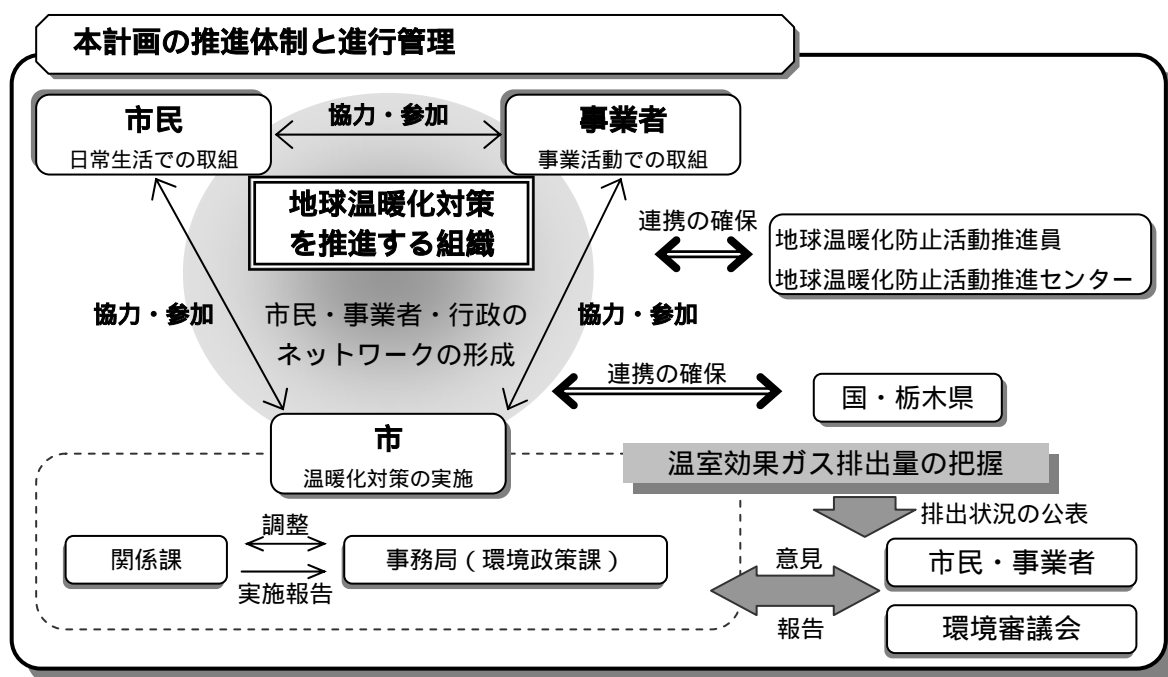 本計画の推進体制と進行管理
市民
日常生活での取組
協力・参加
事業者
事業活動での取組
地球温暖化対策
を推進する組織
連携の確保
地球温暖化防止活動推進員
地球温暖化防止活動推進センター
協力・参加
市民・事業者・行政の
ネットワークの形成
協力・参加
連携の確保
国・栃木県
市
温暖化対策の実施
温室効果ガス排出量の把握
排出状況の公表
関係課
調整
実施報告
事務局(環境政策課)
意見
報告
市民・事業者
環境審議会